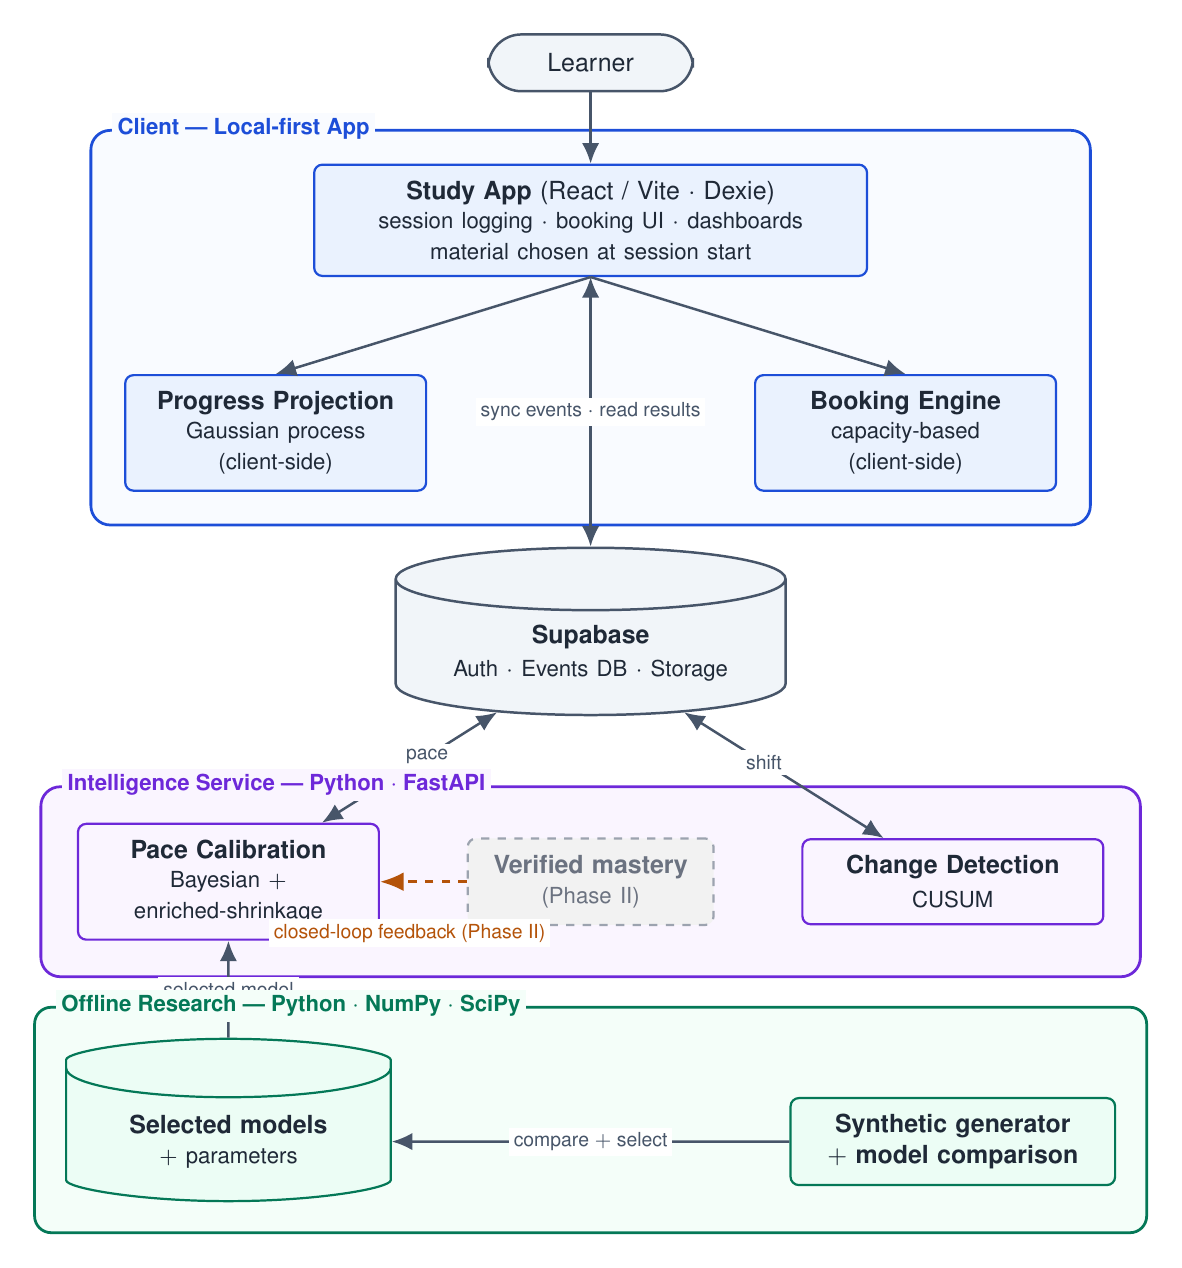 Learner
Client — Local-first App
Study App (React / Vite · Dexie)
session logging · booking UI · dashboards
material chosen at session start
Progress Projection
Gaussian process
(client-side)
sync events · read results
Booking Engine
capacity-based
(client-side)
Supabase
Auth · Events DB · Storage
pace
shift
Intelligence Service — Python · FastAPI
Pace Calibration
Bayesian +
enriched-shrinkage
Verified mastery
(Phase II)
Change Detection
CUSUM
closed-loop feedback (Phase II)
selected model
Offline Research — Python · NumPy · SciPy
Selected models
+ parameters
compare + select
Synthetic generator
+ model comparison